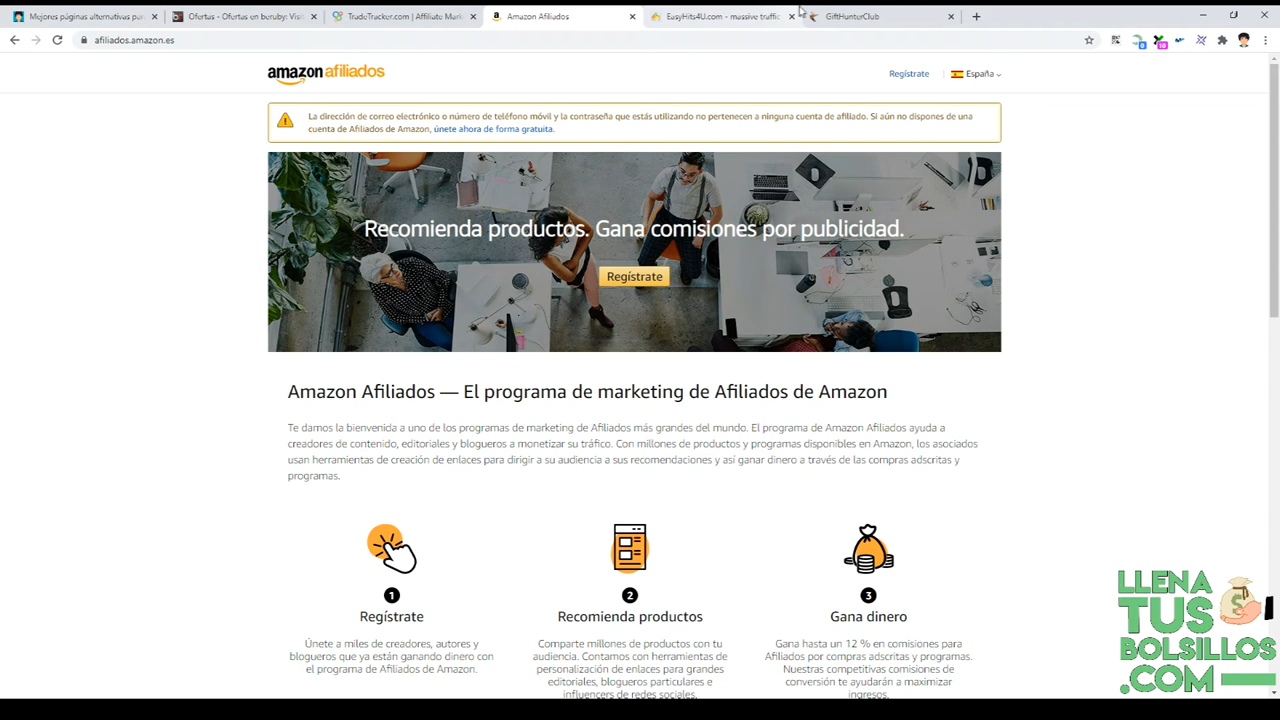 Mejores páginas alternativas par
Ofertas - Ofertas en beruby: Visit
TradeTracker.com | Affiliate Mark
Amazon Afiliados
EasyHits4U.com - massive traffic
GiftHunterClub
afiliados.amazon.es
amazon afiliados
Regístrate
España
La dirección de correo electrónico o número de teléfono móvil y la contraseña que estás utilizando no pertenecen a ninguna cuenta de afiliado. Si aún no dispones de una
cuenta de Afiliados de Amazon, únete ahora de forma gratuita.
Recomienda productos. Gana comisiones por publicidad.
Regístrate
Amazon Afiliados — El programa de marketing de Afiliados de Amazon
Te damos la bienvenida a uno de los programas de marketing de Afiliados más grandes del mundo. El programa de Amazon Afiliados ayuda a
creadores de contenido, editoriales y blogueros a monetizar su tráfico. Con millones de productos y programas disponibles en Amazon, los asociados
usan herramientas de creación de enlaces para dirigir a su audiencia a sus recomendaciones y así ganar dinero a través de las compras adscritas y
programas.
1
Regístrate
Únete a miles de creadores, autores y
blogueros que ya están ganando dinero con
el programa de Afiliados de Amazon.
2
Recomienda productos
Comparte millones de productos con tu
audiencia. Contamos con herramientas de
personalización de enlaces para grandes
editoriales, blogueros particulares e
influencers de redes sociales.
3
Gana dinero
Gana hasta un 12 % en comisiones para
Afiliados por compras adscritas y programas.
Nuestras competitivas comisiones de
conversión te ayudarán a maximizar
ingresos.
LLENA
TUS
BOLSILLOS
.COM